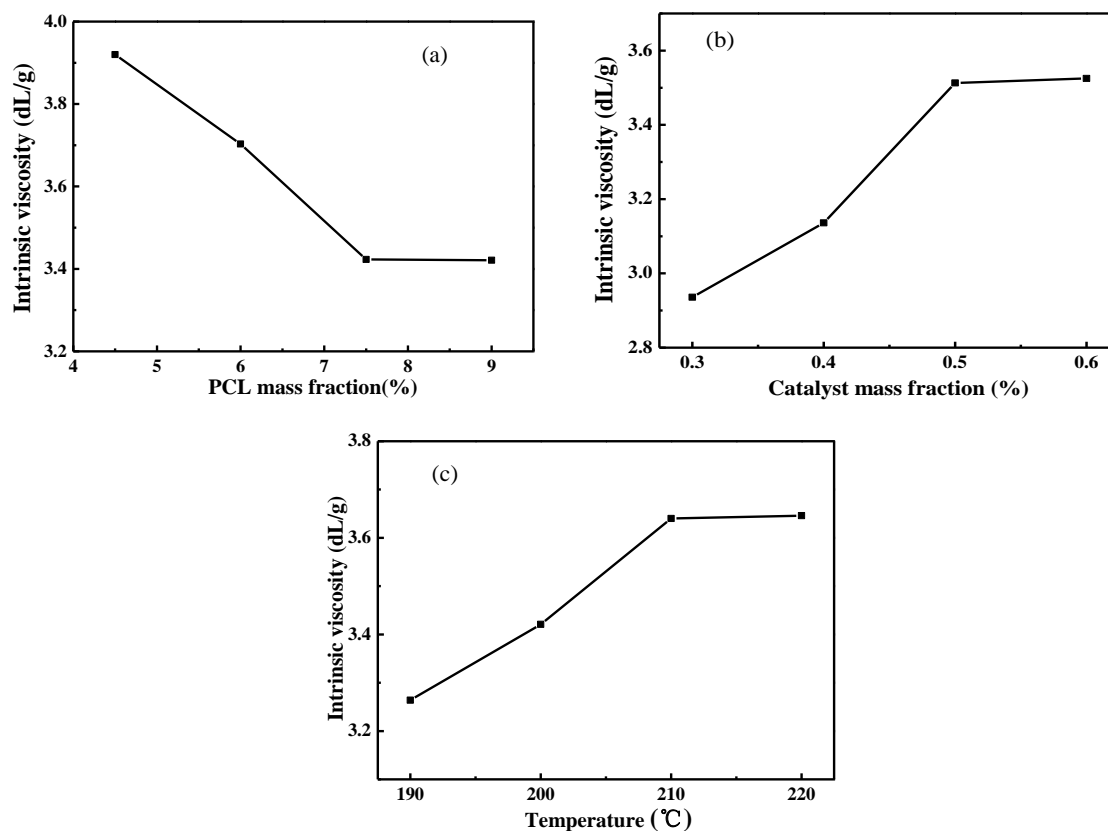 (a)
Intrinsic viscosity (dL/g)
4.0
3.8
3.6
3.4
3.2
4 5 6 7 8 9
PCL mass fraction(%)
(b)
Intrinsic viscosity (dL/g)
3.6
3.4
3.2
3.0
2.8
0.3 0.4 0.5 0.6
Catalyst mass fraction (%)
(c)
Intrinsic viscosity (dL/g)
3.8
3.6
3.4
3.2
190 200 210 220
Temperature (℃)